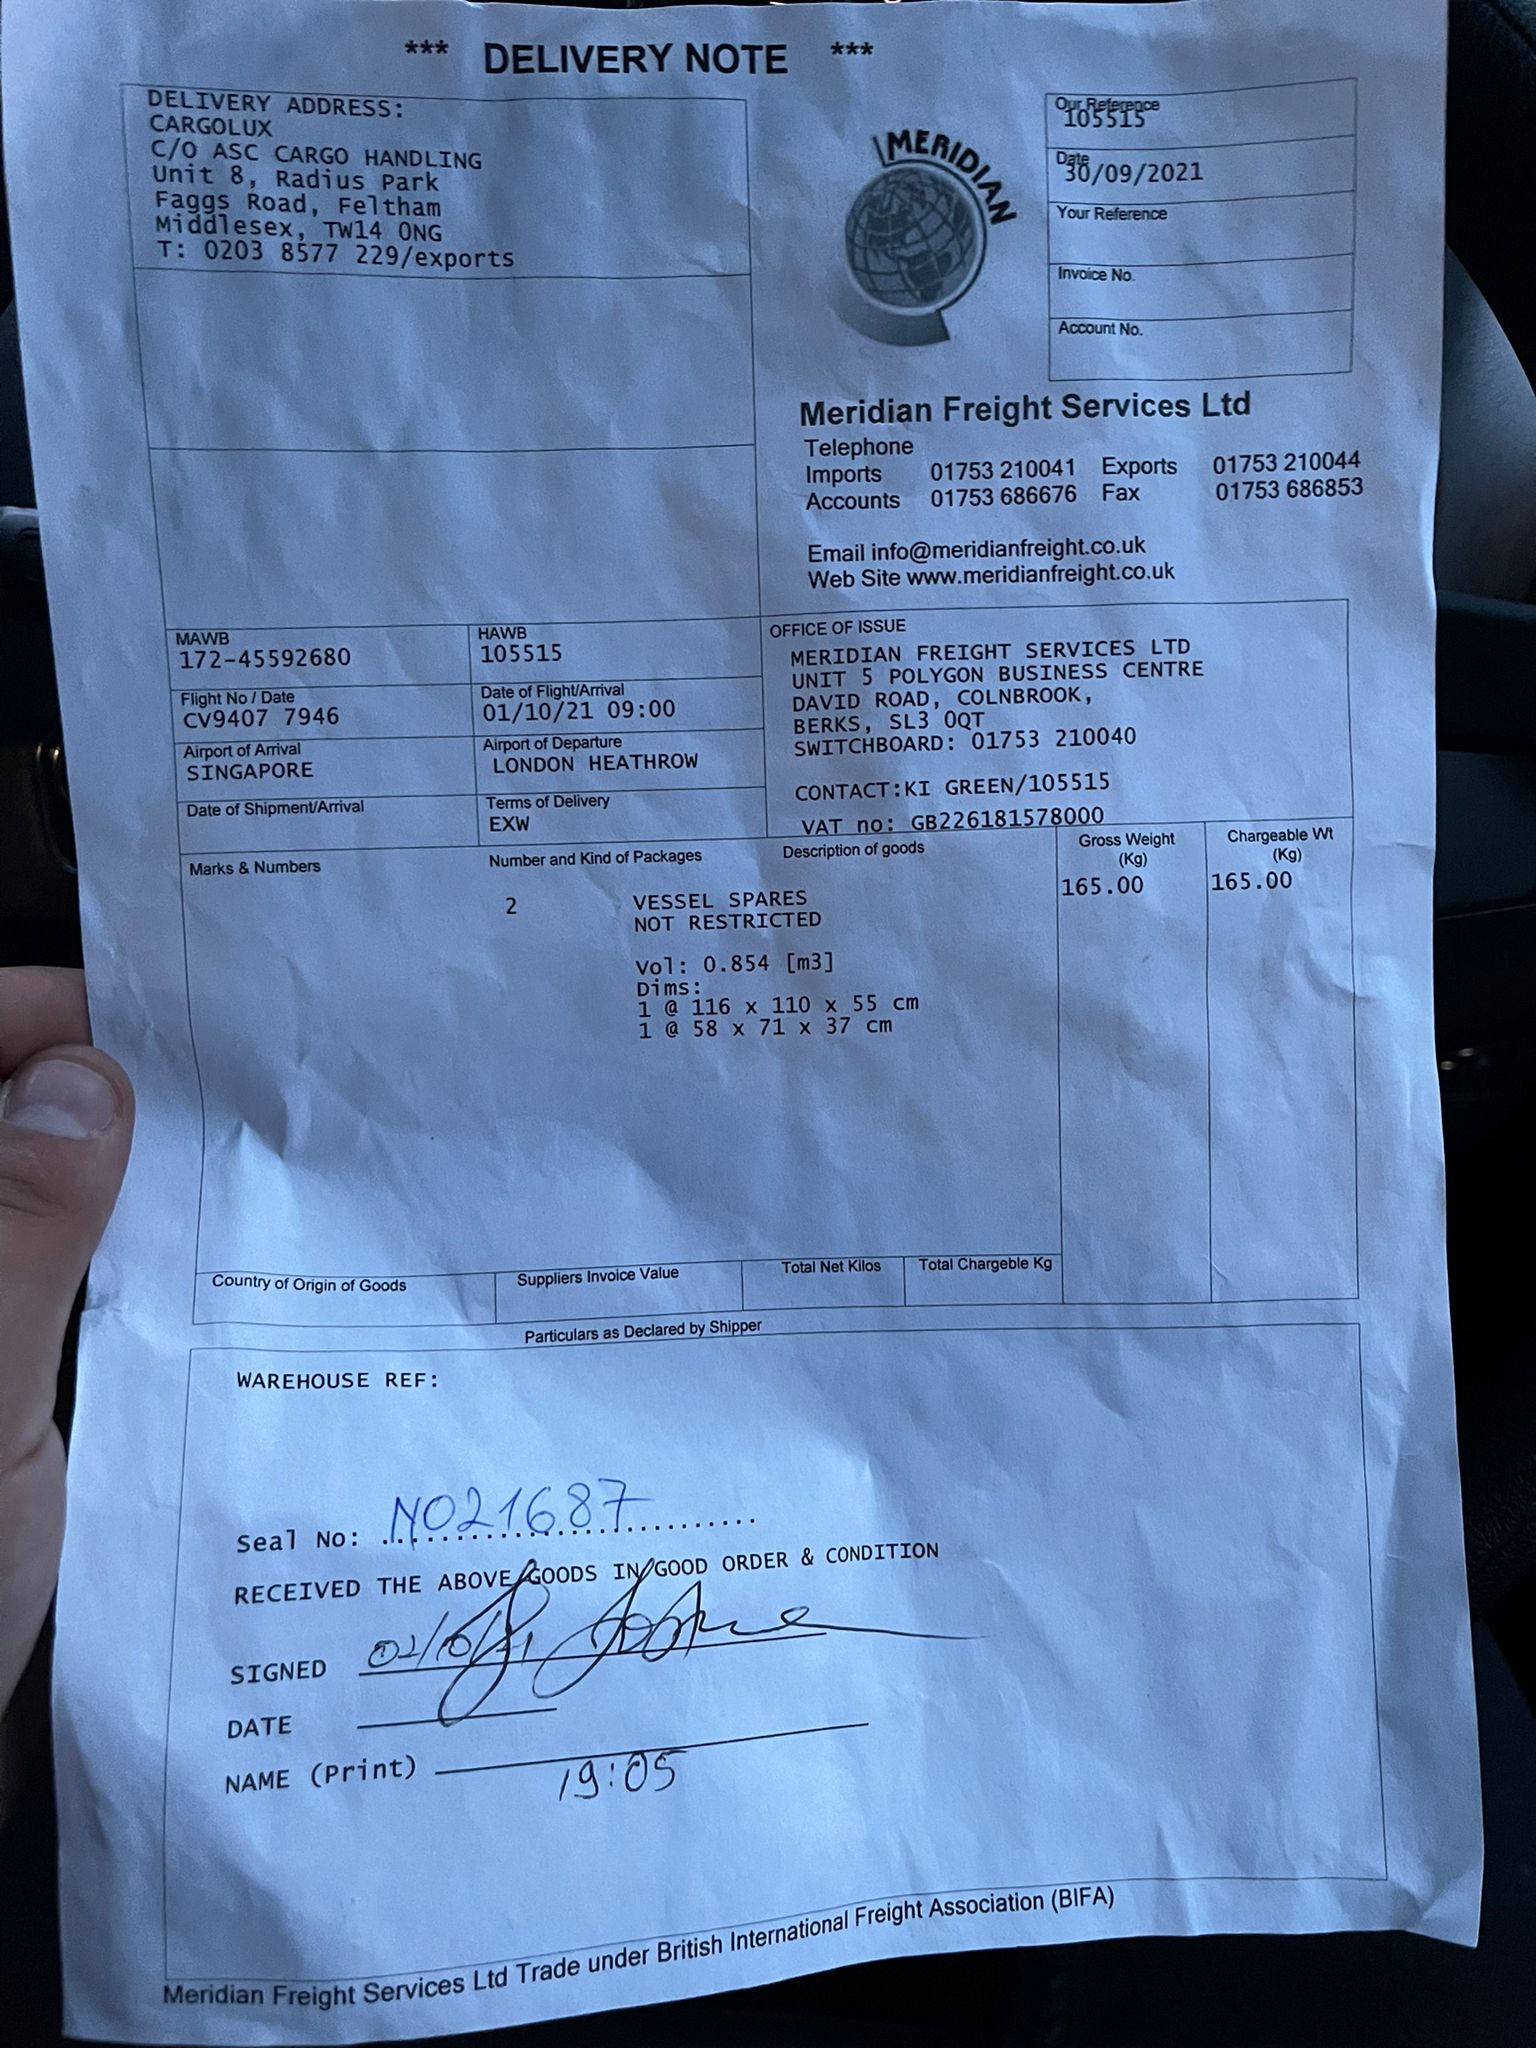 *** DELIVERY NOTE ***
DELIVERY ADDRESS:
CARGOLUX
C/O ASC CARGO HANDLING
Unit 8, Radius Park
Faggs Road, Feltham
Middlesex, TW14 0NG
T: 0203 8577 229/exports
MERIDIAN
Our Reference
105515
Date
30/09/2021
Your Reference
Invoice No.
Account No.
Meridian Freight Services Ltd
Telephone
Imports 01753 210041 Exports 01753 210044
Accounts 01753 686676 Fax 01753 686853
Email info@meridianfreight.co.uk
Web Site www.meridianfreight.co.uk
MAWB
172-45592680
HAWB
105515
Flight No / Date
CV9407 7946
Date of Flight/Arrival
01/10/21 09:00
Airport of Arrival
SINGAPORE
Airport of Departure
LONDON HEATHROW
Date of Shipment/Arrival
Terms of Delivery
EXW
OFFICE OF ISSUE
MERIDIAN FREIGHT SERVICES LTD
UNIT 5 POLYGON BUSINESS CENTRE
DAVID ROAD, COLNBROOK,
BERKS, SL3 0QT
SWITCHBOARD: 01753 210040
CONTACT:KI GREEN/105515
VAT no: GB226181578000
Marks & Numbers
Number and Kind of Packages
Description of goods
Gross Weight
(Kg)
Chargeable Wt
(Kg)
2 VESSEL SPARES 165.00 165.00
NOT RESTRICTED
Vol: 0.854 [m3]
Dims:
1 @ 116 x 110 x 55 cm
1 @ 58 x 71 x 37 cm
Country of Origin of Goods
Suppliers Invoice Value
Total Net Kilos
Total Chargeble Kg
Particulars as Declared by Shipper
WAREHOUSE REF:
Seal No: NO21687
RECEIVED THE ABOVE GOODS IN GOOD ORDER & CONDITION
SIGNED
DATE
NAME (Print)
19:05
Meridian Freight Services Ltd Trade under British International Freight Association (BIFA)